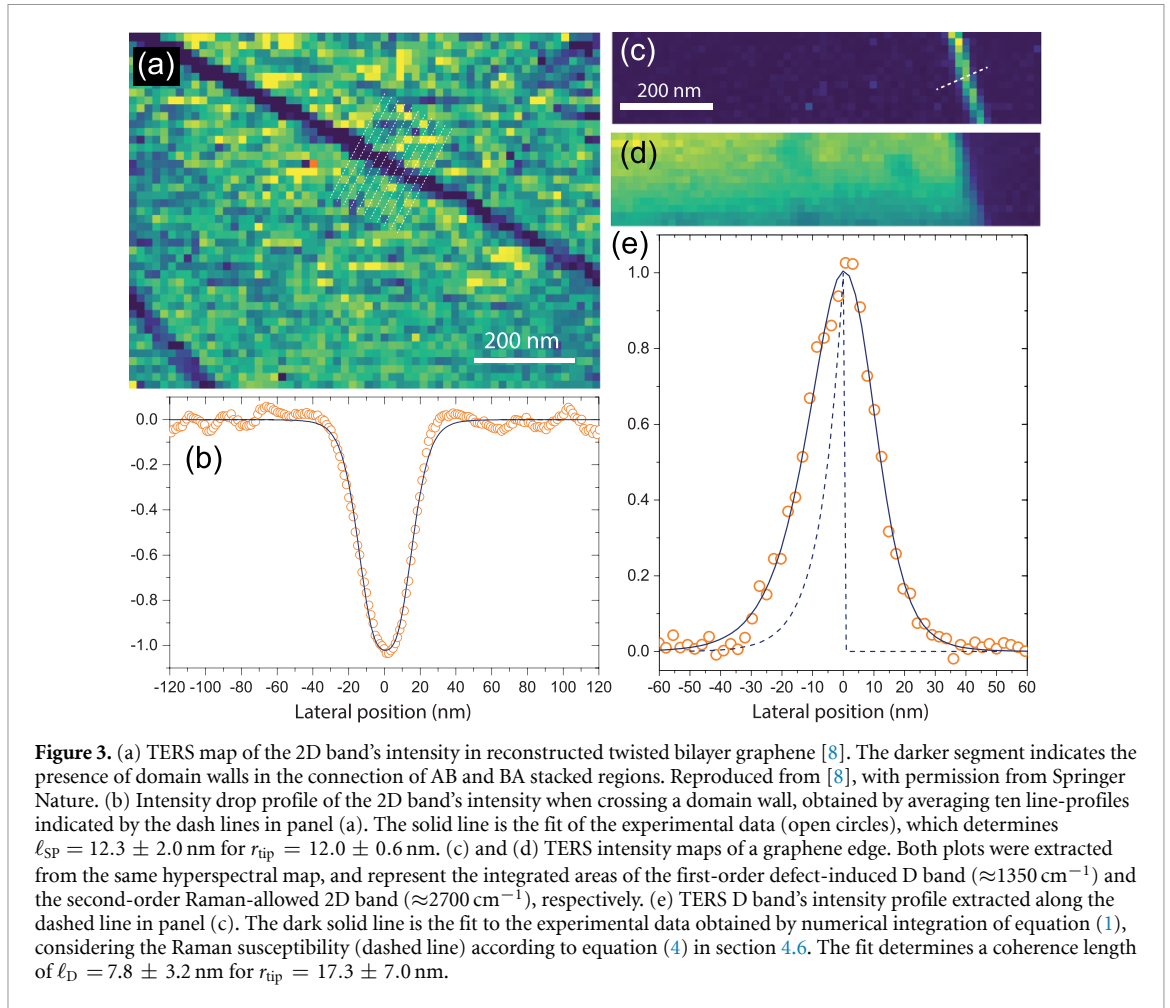 (a)
200 nm
(c)
200 nm
(d)
(e)
0.0
-0.2
-0.4
-0.6
-0.8
-1.0
(b)
-120 -100 -80 -60 -40 -20 0 20 40 60 80 100 120
Lateral position (nm)
1.0
0.8
0.6
0.4
0.2
0.0
-60 -50 -40 -30 -20 -10 0 10 20 30 40 50 60
Lateral position (nm)
Figure 3. (a) TERS map of the 2D band's intensity in reconstructed twisted bilayer graphene [8]. The darker segment indicates the
presence of domain walls in the connection of AB and BA stacked regions. Reproduced from [8], with permission from Springer
Nature. (b) Intensity drop profile of the 2D band's intensity when crossing a domain wall, obtained by averaging ten line-profiles
indicated by the dash lines in panel (a). The solid line is the fit of the experimental data (open circles), which determines
ℓSP = 12.3 ± 2.0 nm for rtip = 12.0 ± 0.6 nm. (c) and (d) TERS intensity maps of a graphene edge. Both plots were extracted
from the same hyperspectral map, and represent the integrated areas of the first-order defect-induced D band (≈1350 cm⁻¹) and
the second-order Raman-allowed 2D band (≈2700 cm⁻¹), respectively. (e) TERS D band's intensity profile extracted along the
dashed line in panel (c). The dark solid line is the fit to the experimental data obtained by numerical integration of equation (1),
considering the Raman susceptibility (dashed line) according to equation (4) in section 4.6. The fit determines a coherence length
of ℓD = 7.8 ± 3.2 nm for rtip = 17.3 ± 7.0 nm.